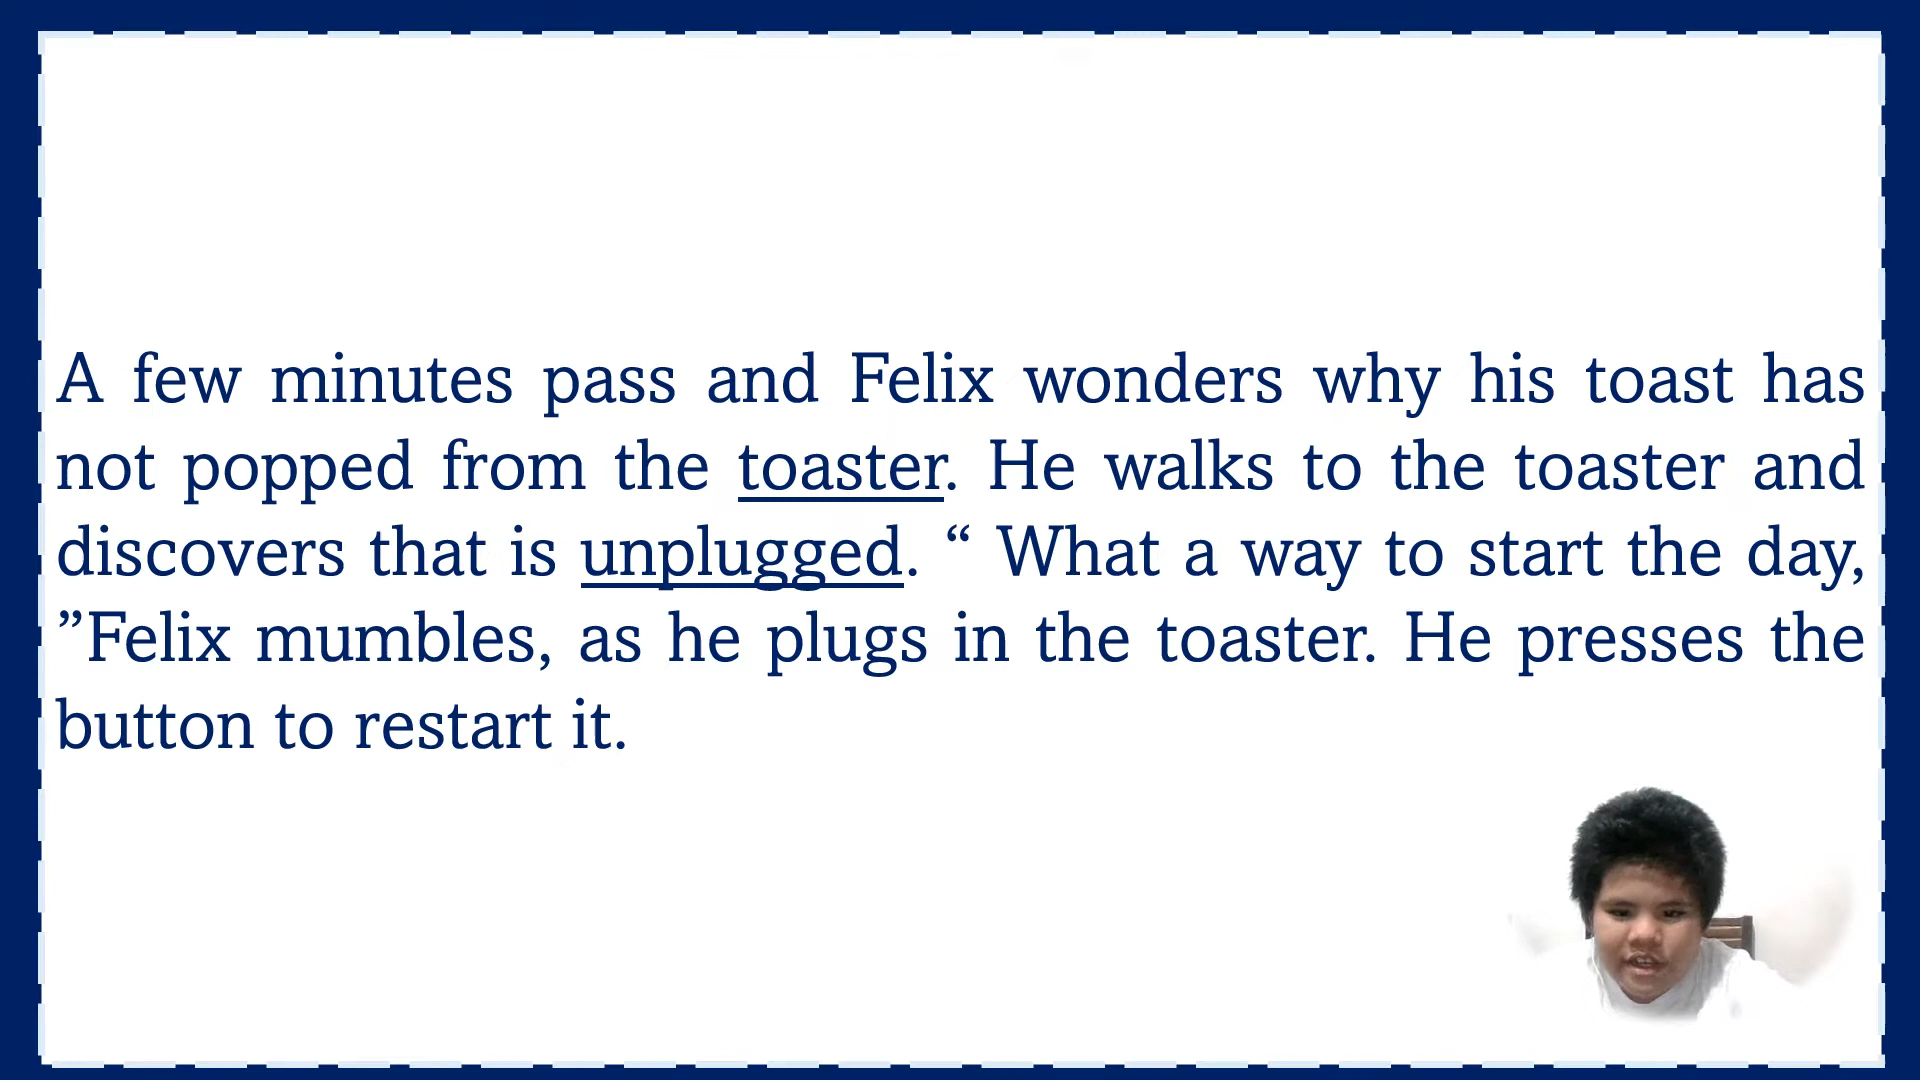 A few minutes pass and Felix wonders why his toast has
not popped from the toaster. He walks to the toaster and
discovers that is unplugged. “ What a way to start the day,
”Felix mumbles, as he plugs in the toaster. He presses the
button to restart it.